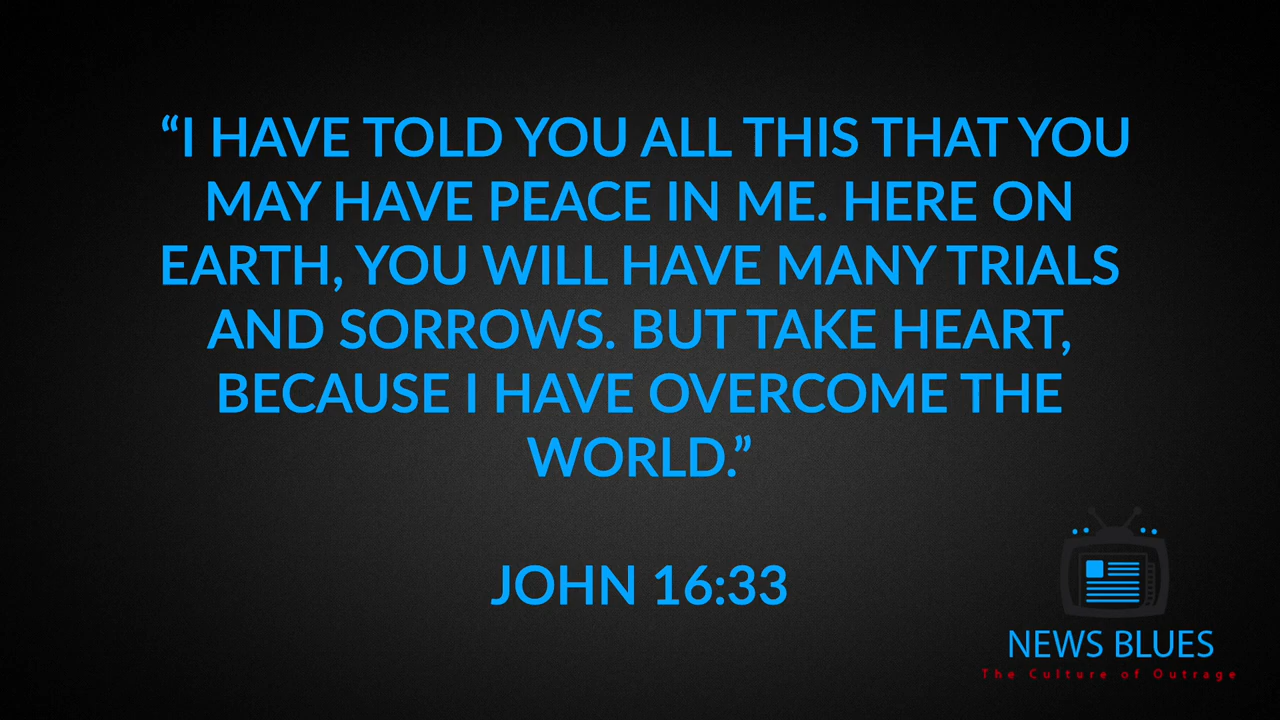 “I HAVE TOLD YOU ALL THIS THAT YOU
MAY HAVE PEACE IN ME. HERE ON
EARTH, YOU WILL HAVE MANY TRIALS
AND SORROWS. BUT TAKE HEART,
BECAUSE I HAVE OVERCOME THE
WORLD.”
JOHN 16:33
NEWS BLUES
The Culture of Outrage